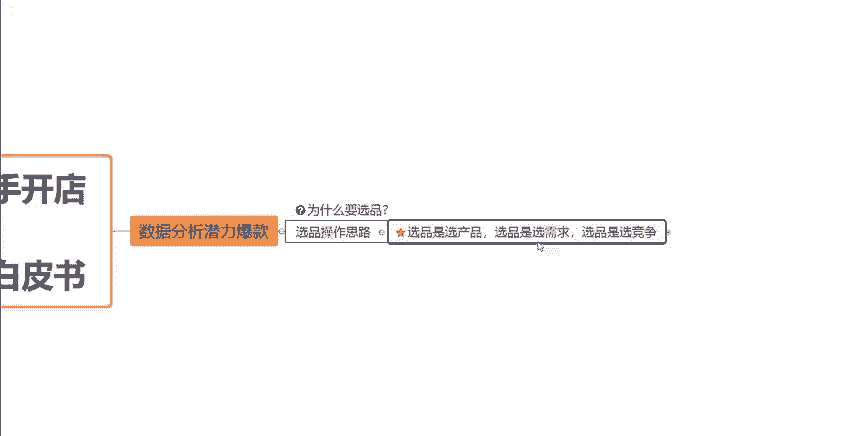 手开店
白皮书
数据分析潜力爆款
为什么要选品?
选品操作思路
选品是选产品，选品是选需求，选品是选竞争